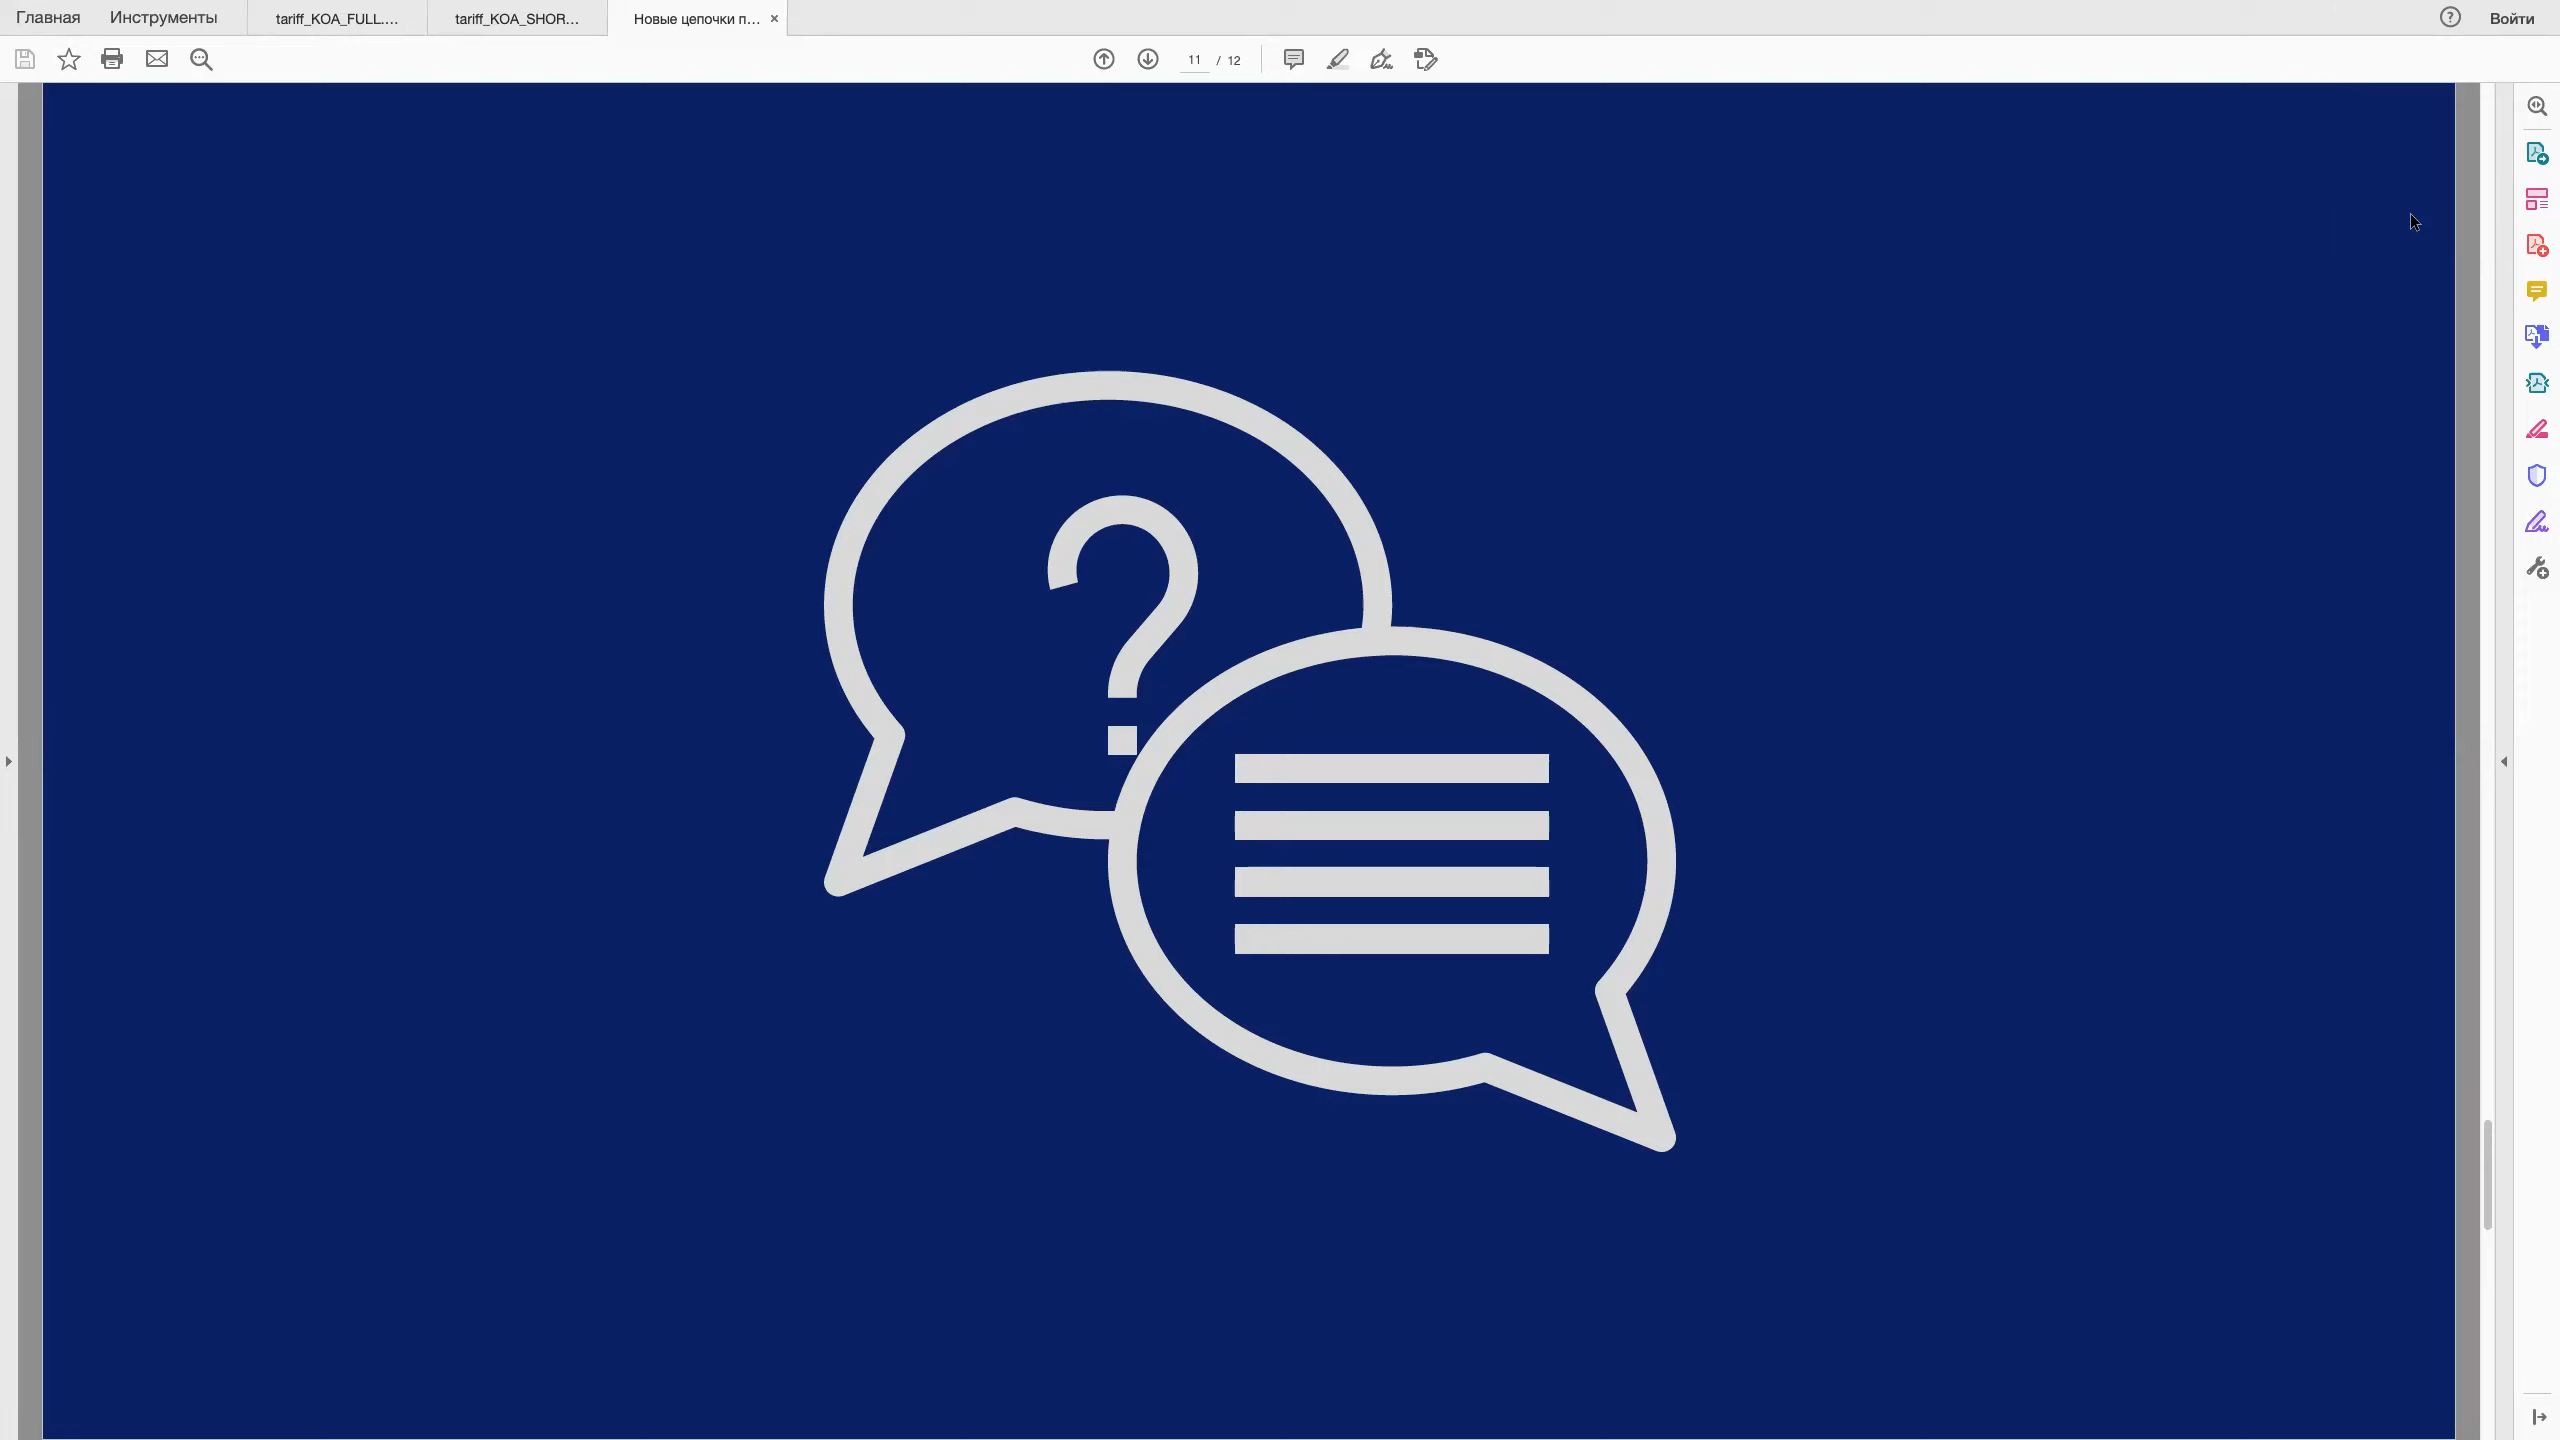 Главная Инструменты tariff_KOA_FULL.... tariff_KOA_SHOR... Новые цепочки п... × Войти
11 / 12
?